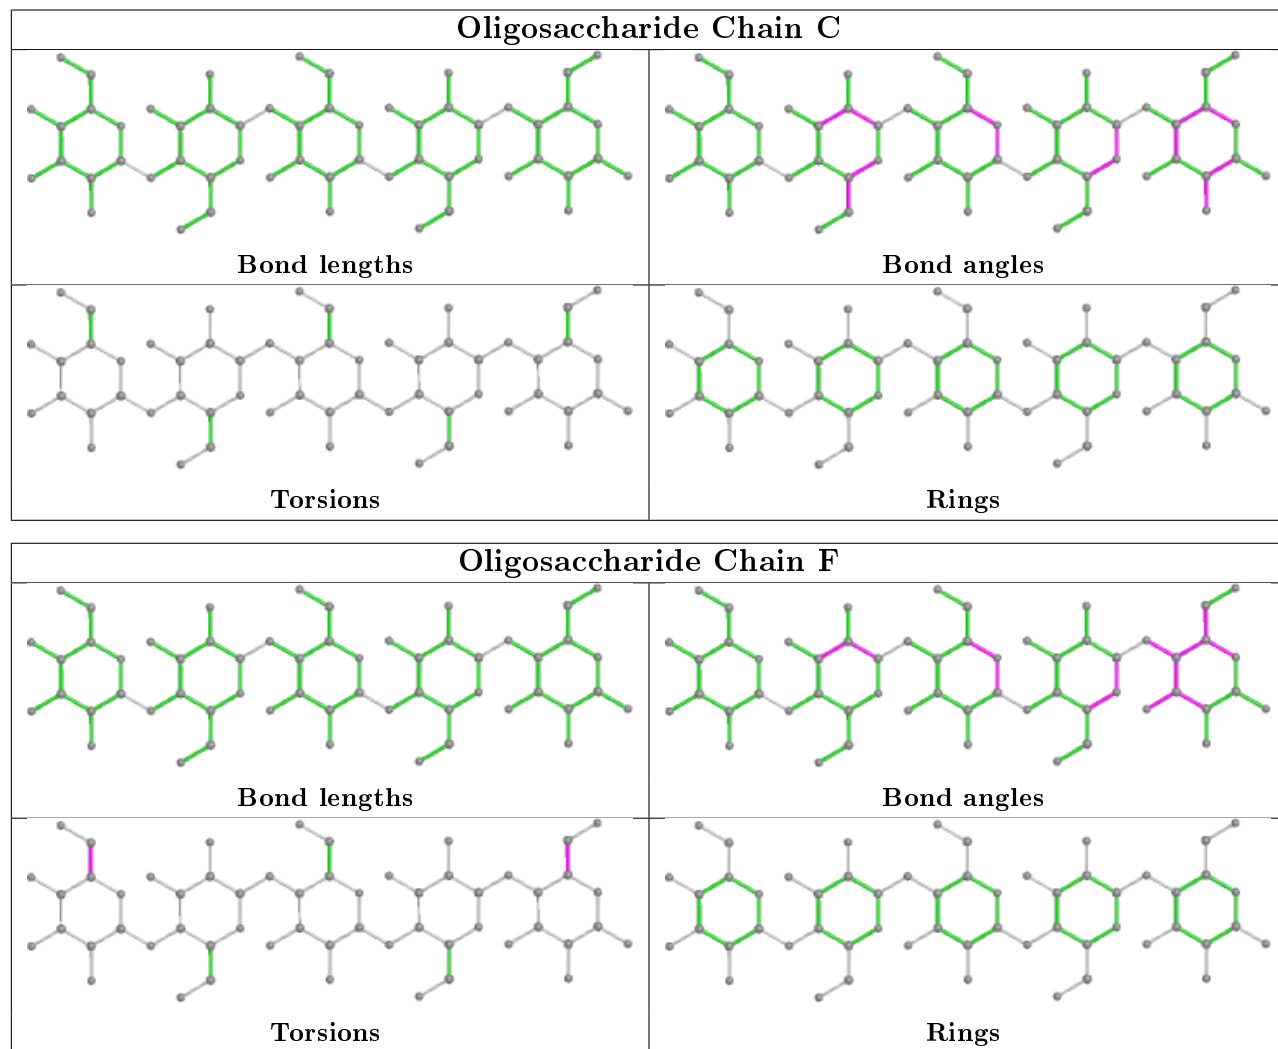 Oligosaccharide Chain C
Bond lengths
Bond angles
Torsions
Rings
Oligosaccharide Chain F
Bond lengths
Bond angles
Torsions
Rings